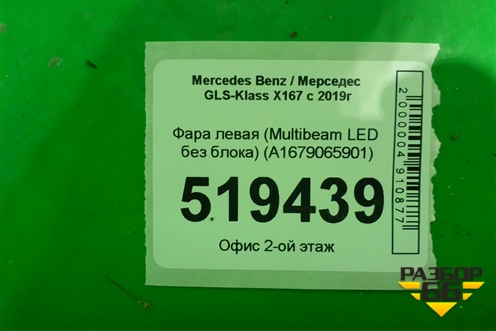 Mercedes Benz / Мерседес
GLS-Klass X167 с 2019г
Фара левая (Multibeam LED
без блока) (A1679065901)
519439
Офис 2-ой этаж
2000004910877
РАЗБОР
66